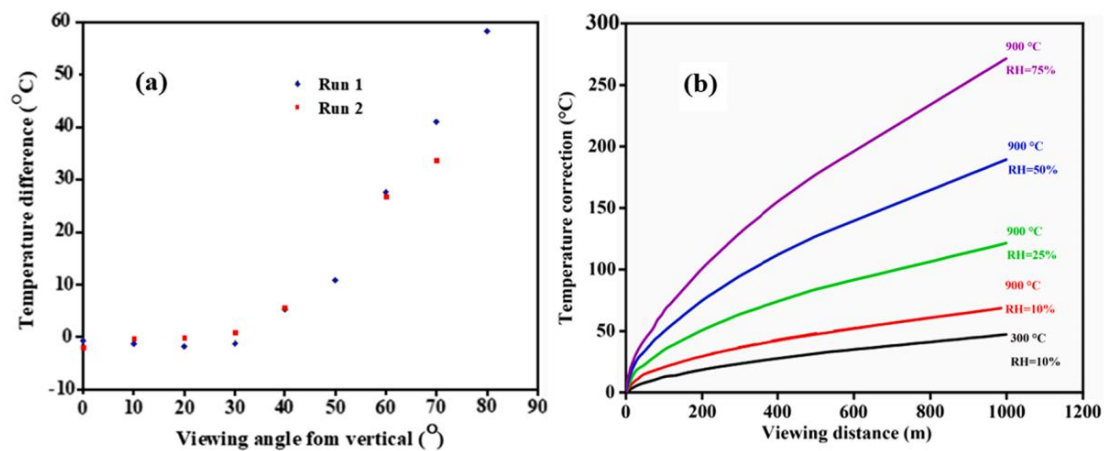 60
50
40
30
20
10
0
-10
Temperature difference (°C)
(a)
Run 1
Run 2
0 10 20 30 40 50 60 70 80 90
Viewing angle fom vertical (O)
300
250
200
150
100
50
0
Temperature correction (°C)
(b)
900 °C
RH=75%
900 °C
RH=50%
900 °C
RH=25%
900 °C
RH=10%
300 °C
RH=10%
0 200 400 600 800 1000 1200
Viewing distance (m)